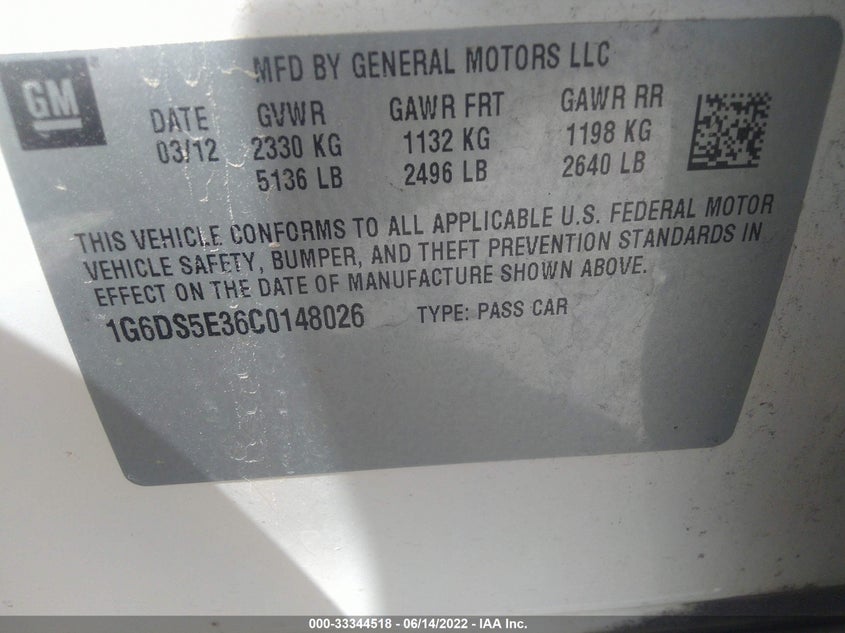 GM
MFD BY GENERAL MOTORS LLC
DATE GVWR GAWR FRT GAWR RR
03/12 2330 KG 1132 KG 1198 KG
5136 LB 2496 LB 2640 LB
THIS VEHICLE CONFORMS TO ALL APPLICABLE U.S. FEDERAL MOTOR
VEHICLE SAFETY, BUMPER, AND THEFT PREVENTION STANDARDS IN
EFFECT ON THE DATE OF MANUFACTURE SHOWN ABOVE.
1G6DS5E36C0148026 TYPE: PASS CAR
000-33344518 - 06/14/2022 - IAA Inc.